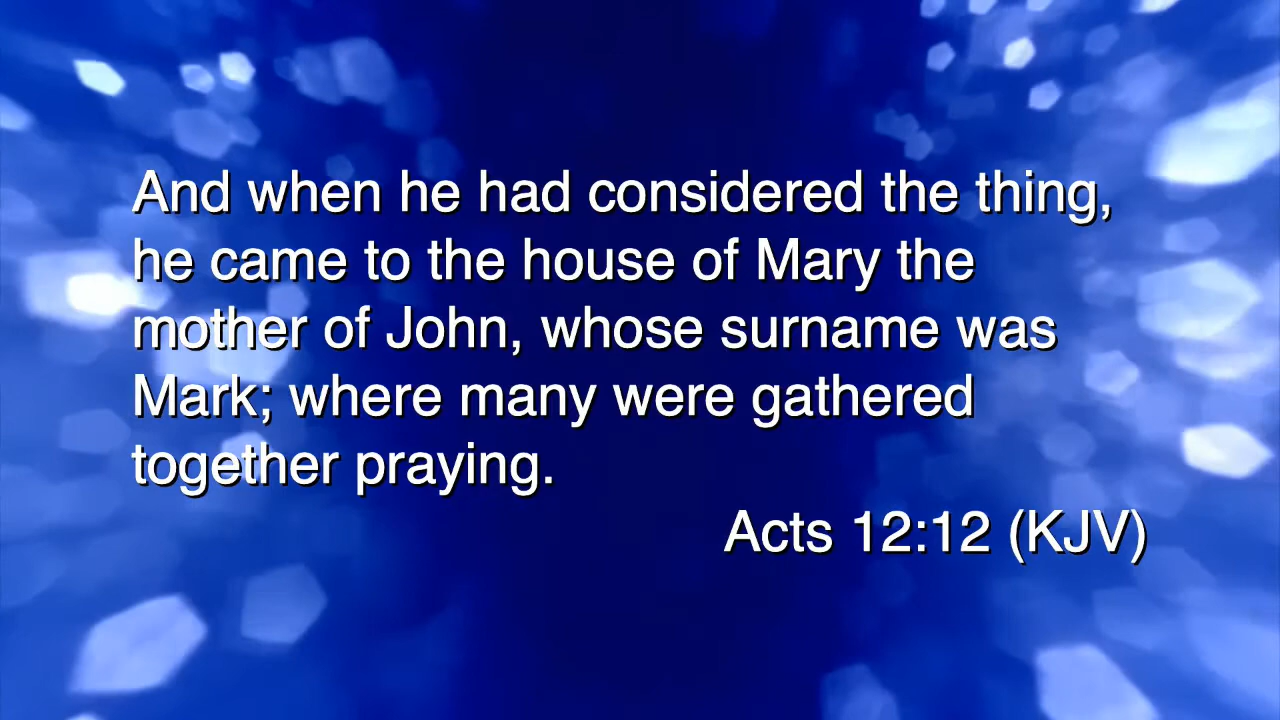 And when he had considered the thing,
he came to the house of Mary the
mother of John, whose surname was
Mark; where many were gathered
together praying.
Acts 12:12 (KJV)